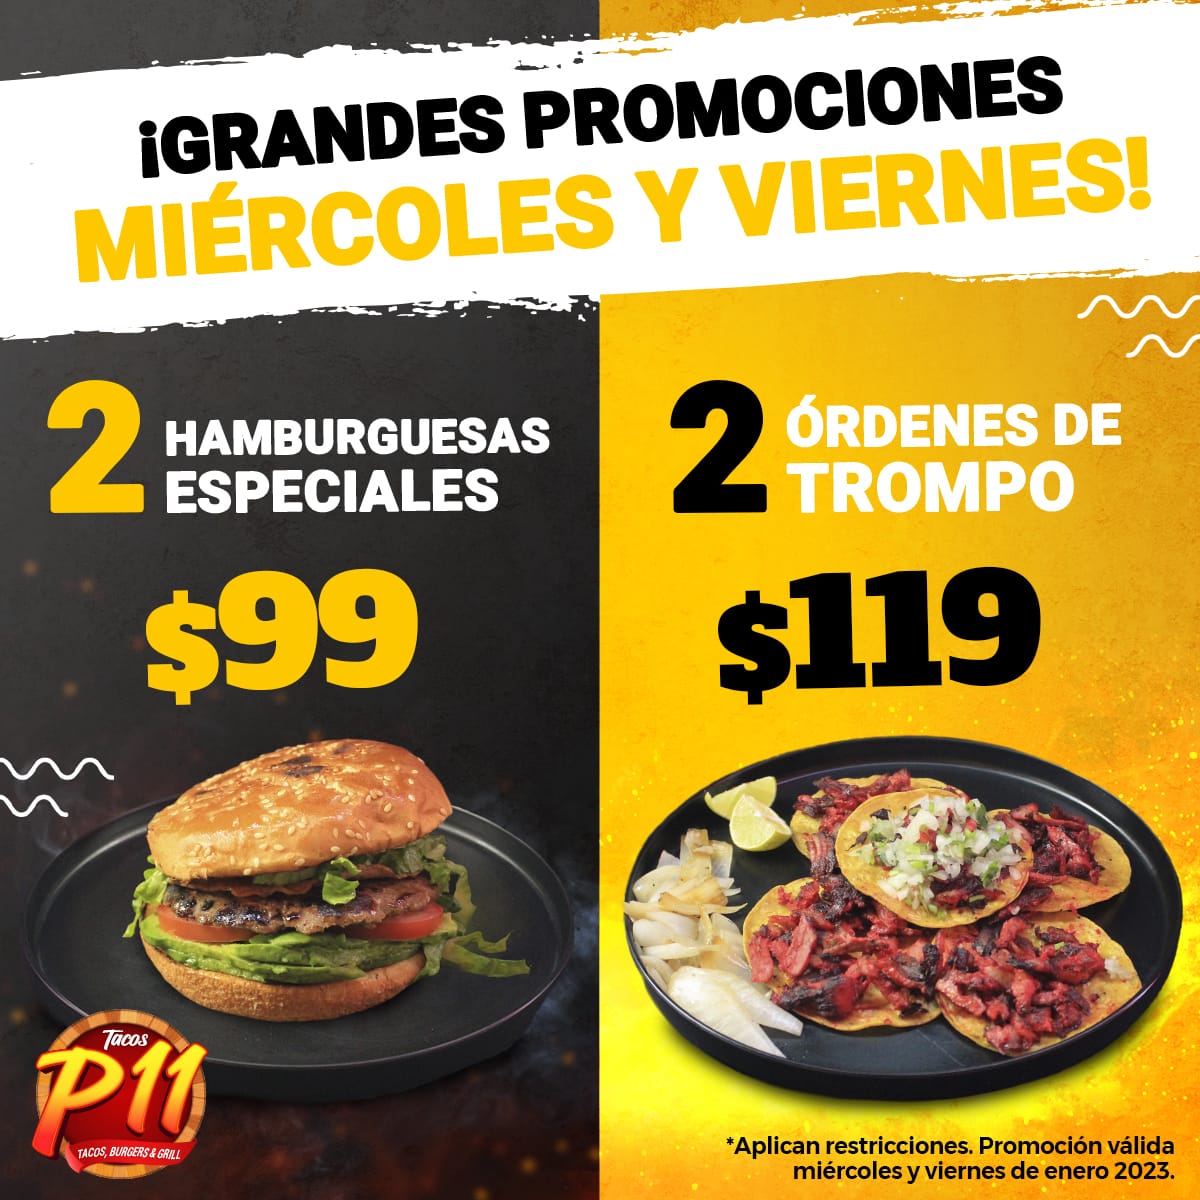 ¡GRANDES PROMOCIONES
MIÉRCOLES Y VIERNES!
2 HAMBURGUESAS
ESPECIALES
$99
2 ÓRDENES DE
TROMPO
$119
Tacos
P11
TACOS, BURGERS & GRILL
*Aplican restricciones. Promoción válida
miércoles y viernes de enero 2023.